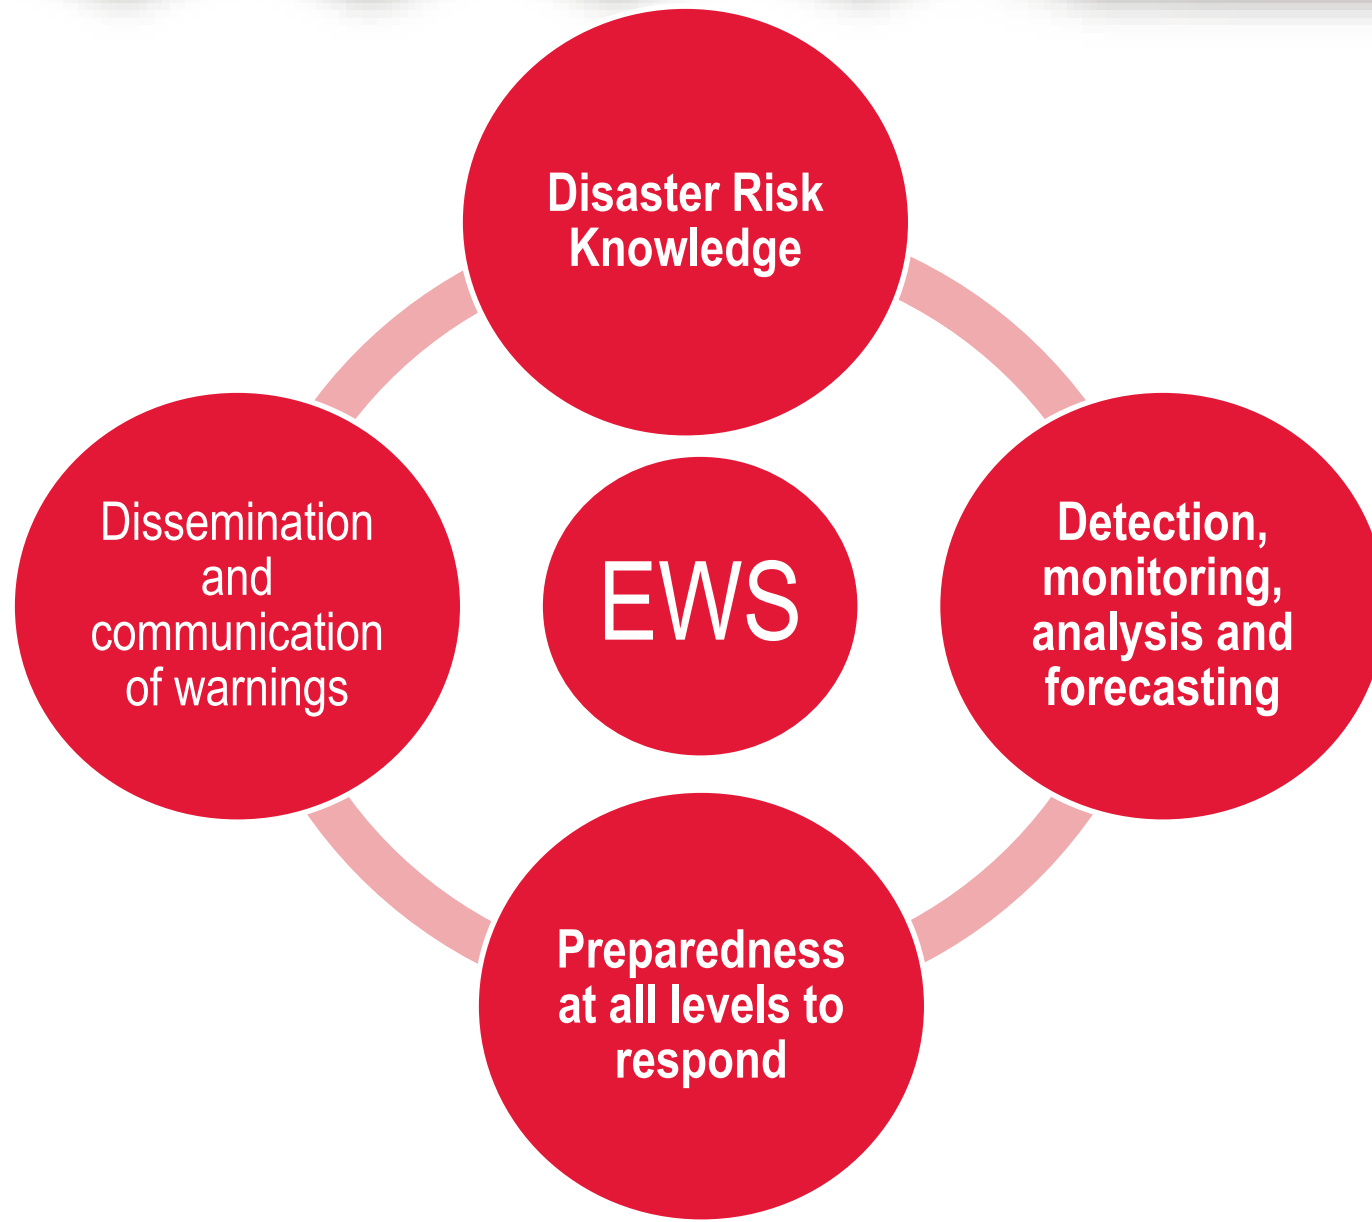 Disaster Risk
Knowledge
Dissemination
and
communication
of warnings
EWS
Detection,
monitoring,
analysis and
forecasting
Preparedness
at all levels to
respond